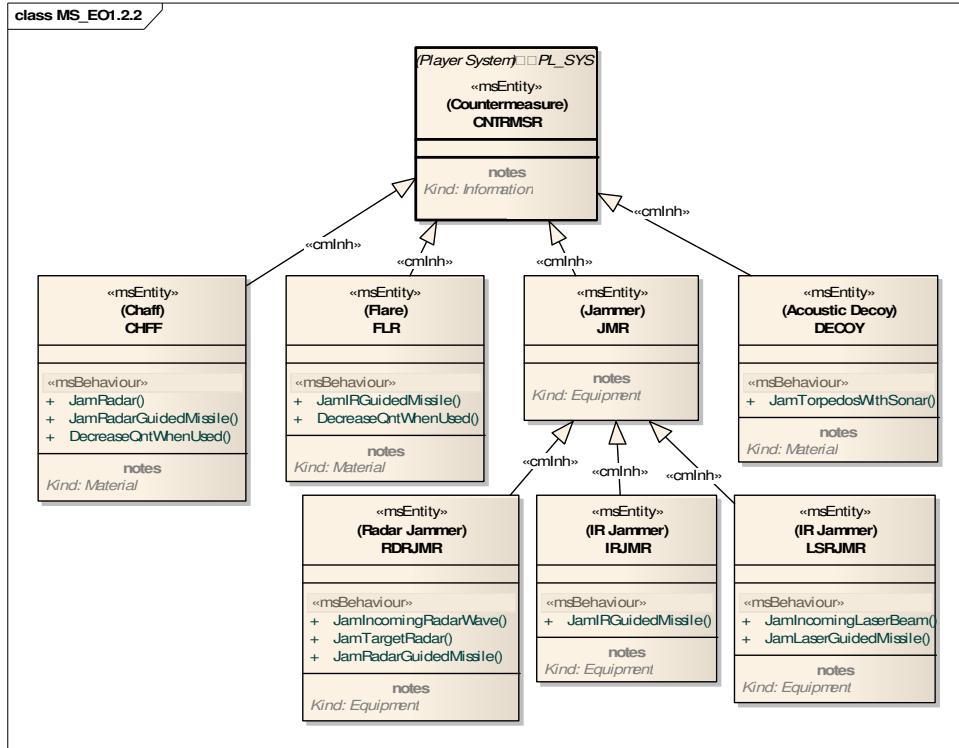 class MS_EO1.2.2
(Player System)□□PL_SYS
«msEntity»
(Countermeasure)
CNTRMSR
notes
Kind: Information
«cmInh»
«cmInh»
«cmInh»
«cmInh»
«msEntity»
(Chaff)
CHFF
«msBehaviour»
+ JamRadar()
+ JamRadarGuidedMissile()
+ DecreaseQntWhenUsed()
notes
Kind: Material
«msEntity»
(Flare)
FLR
«msBehaviour»
+ JamIRGuidedMissile()
+ DecreaseQntWhenUsed()
notes
Kind: Material
«msEntity»
(Jammer)
JMR
notes
Kind: Equipment
«msEntity»
(Acoustic Decoy)
DECOY
«msBehaviour»
+ JamTorpedosWithSonar()
notes
Kind: Material
«cmInh»
«cmInh»
«cmInh»
«msEntity»
(Radar Jammer)
RDRJMR
«msBehaviour»
+ JamIncomingRadarWave()
+ JamTargetRadar()
+ JamRadarGuidedMissile()
notes
Kind: Equipment
«msEntity»
(IR Jammer)
IRJMR
«msBehaviour»
+ JamIRGuidedMissile()
notes
Kind: Equipment
«msEntity»
(IR Jammer)
LSRJMR
«msBehaviour»
+ JamIncomingLaserBeam()
+ JamLaserGuidedMissile()
notes
Kind: Equipment